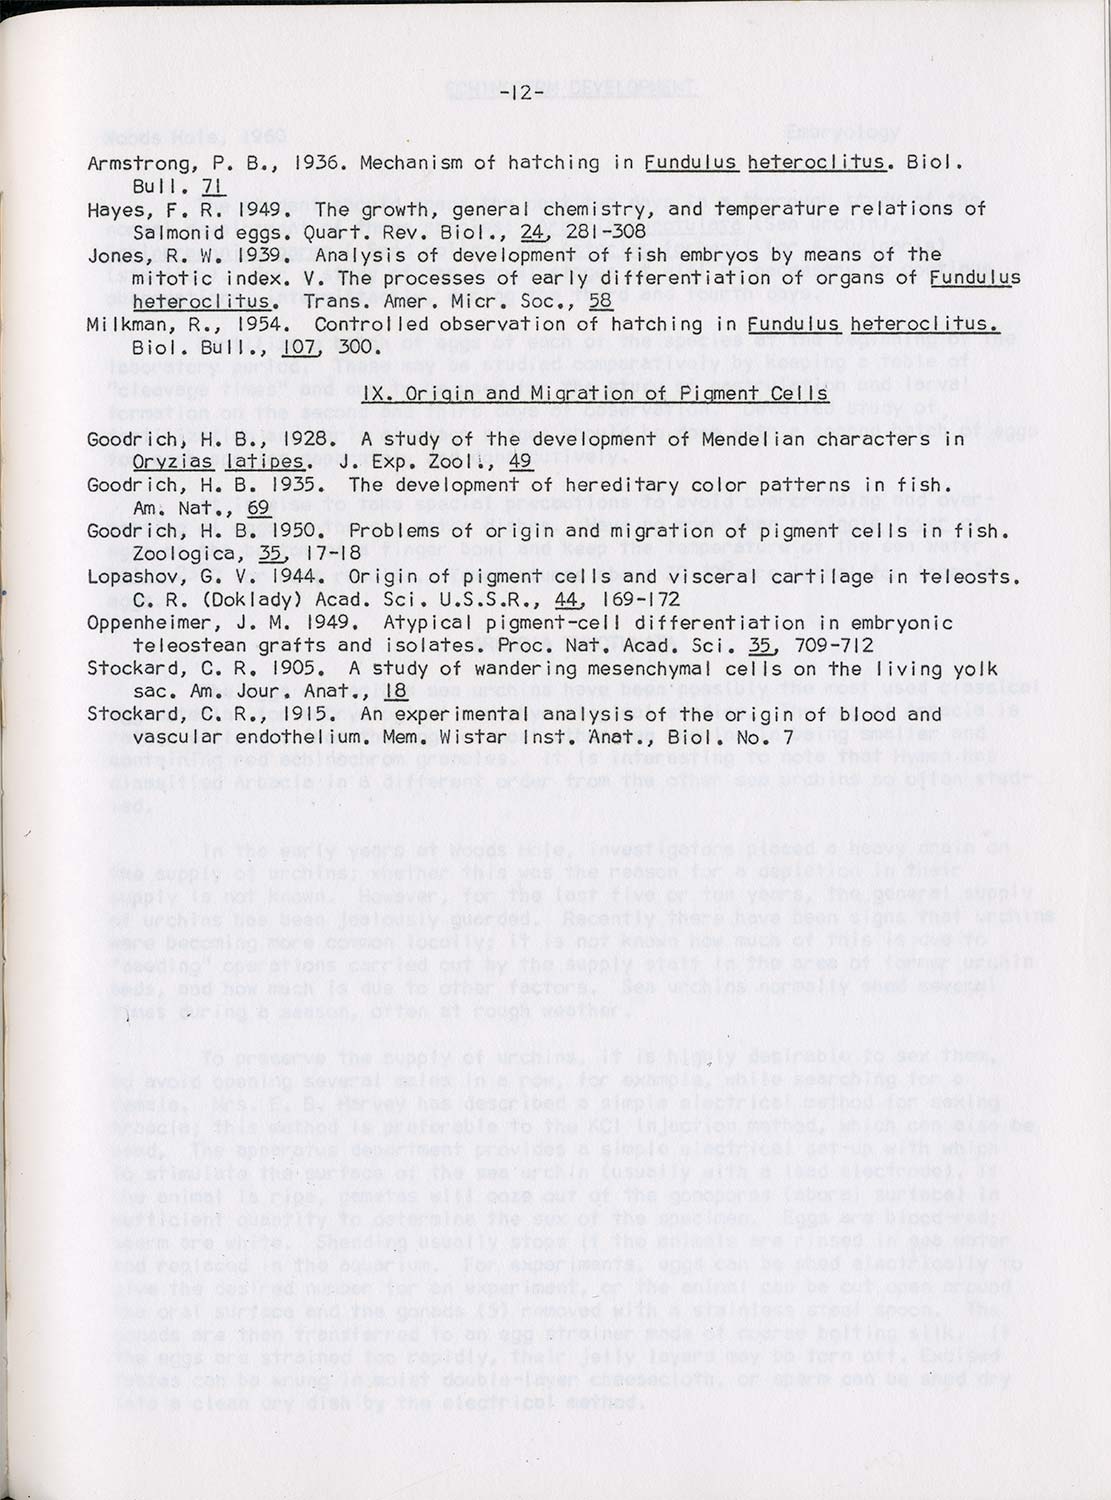 -12-
Armstrong, P. B., 1936. Mechanism of hatching in Fundulus heteroclitus. Biol.
Bull. 71
Hayes, F. R. 1949. The growth, general chemistry, and temperature relations of
Salmonid eggs. Quart. Rev. Biol., 24, 281-308
Jones, R. W. 1939. Analysis of development of fish embryos by means of the
mitotic index. V. The processes of early differentiation of organs of Fundulus
heteroclitus. Trans. Amer. Micr. Soc., 58
Milkman, R., 1954. Controlled observation of hatching in Fundulus heteroclitus.
Biol. Bull., 107, 300.
IX. Origin and Migration of Pigment Cells
Goodrich, H. B., 1928. A study of the development of Mendelian characters in
Oryzias latipes. J. Exp. Zool., 49
Goodrich, H. B. 1935. The development of hereditary color patterns in fish.
Am. Nat., 69
Goodrich, H. B. 1950. Problems of origin and migration of pigment cells in fish.
Zoologica, 35, 17-18
Lopashov, G. V. 1944. Origin of pigment cells and visceral cartilage in teleosts.
C. R. (Doklady) Acad. Sci. U.S.S.R., 44, 169-172
Oppenheimer, J. M. 1949. Atypical pigment-cell differentiation in embryonic
teleostean grafts and isolates. Proc. Nat. Acad. Sci. 35, 709-712
Stockard, C. R. 1905. A study of wandering mesenchymal cells on the living yolk
sac. Am. Jour. Anat., 18
Stockard, C. R., 1915. An experimental analysis of the origin of blood and
vascular endothelium. Mem. Wistar Inst. Anat., Biol. No. 7